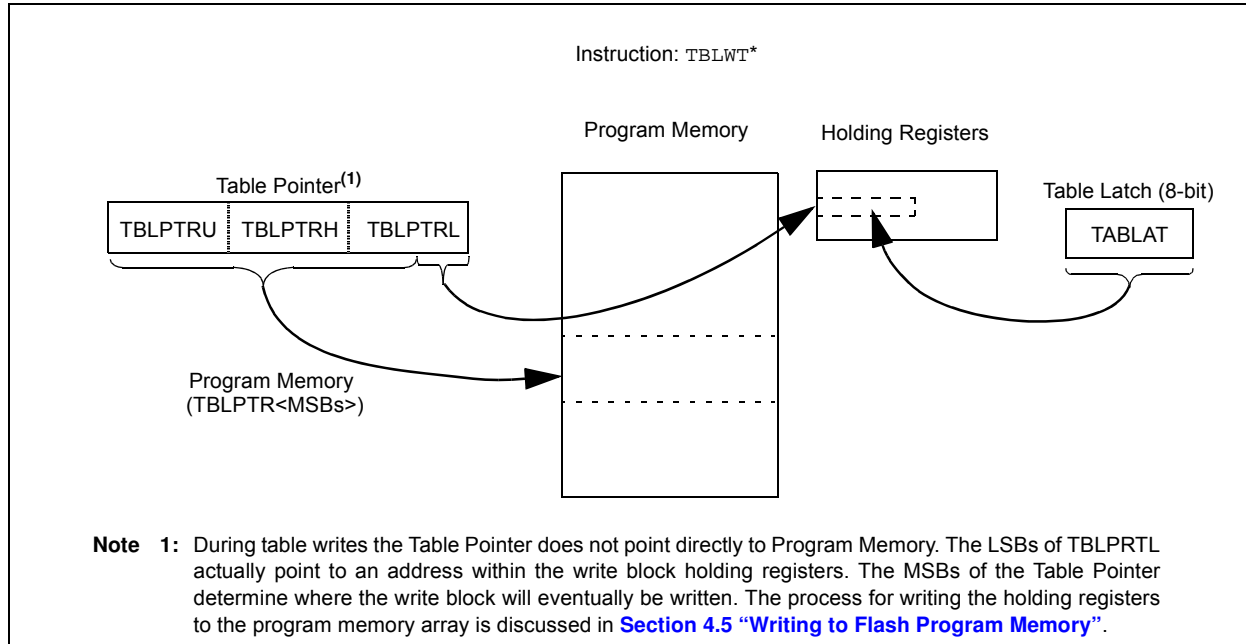 Instruction: TBLWT*
Program Memory
Holding Registers
Table Pointer(1)
Table Latch (8-bit)
TBLPTRU
TBLPTRH
TBLPTRL
TABLAT
Program Memory
(TBLPTR<MSBs>)
Note 1: During table writes the Table Pointer does not point directly to Program Memory. The LSBs of TBLPRTL
actually point to an address within the write block holding registers. The MSBs of the Table Pointer
determine where the write block will eventually be written. The process for writing the holding registers
to the program memory array is discussed in Section 4.5 “Writing to Flash Program Memory”.